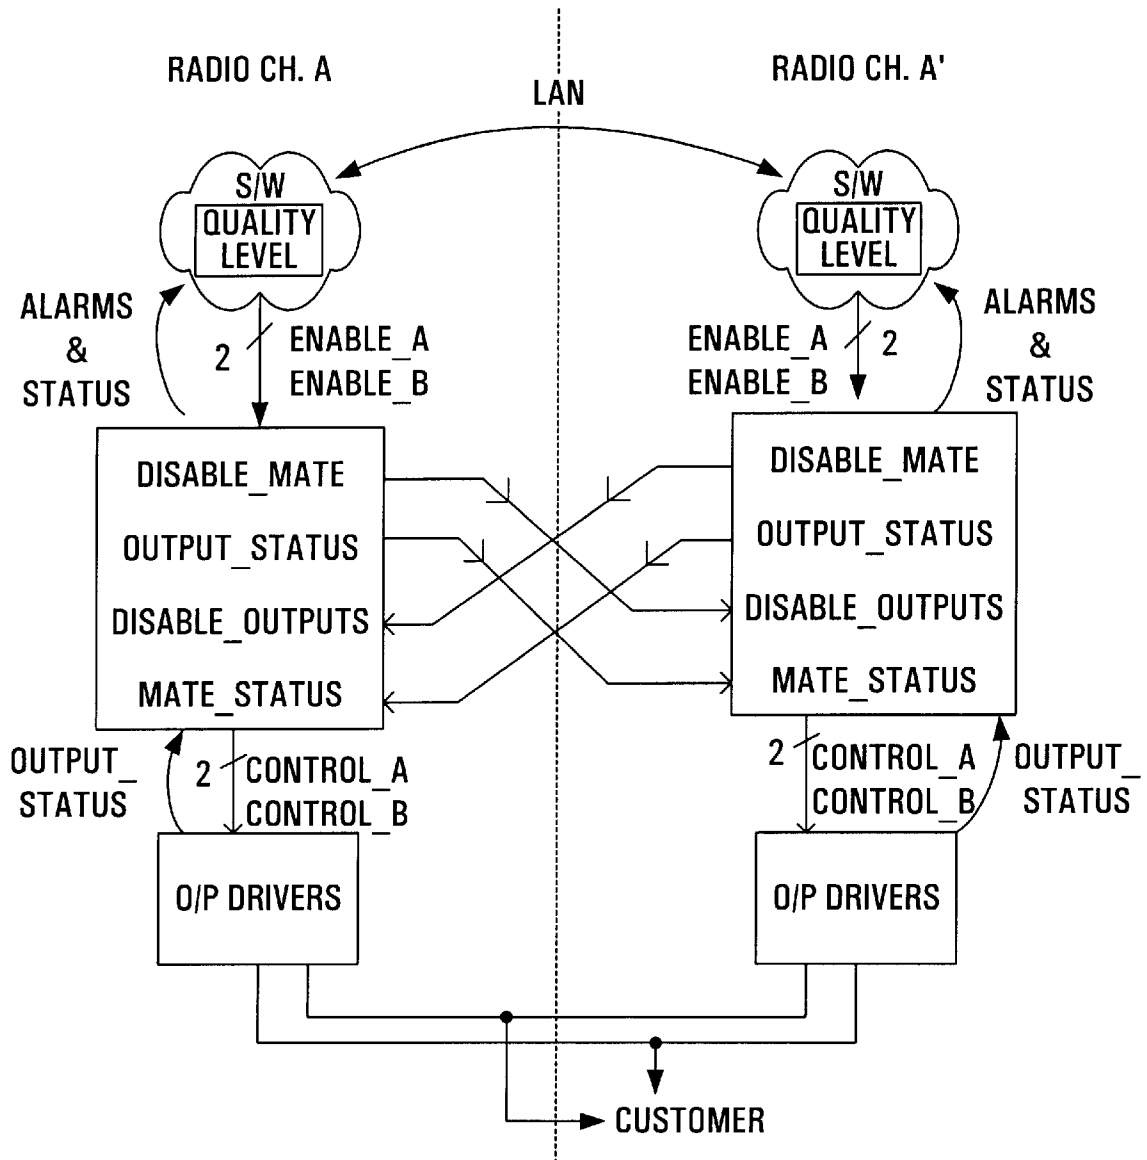 RADIO CH. A
RADIO CH. A'
LAN
S/W
QUALITY
LEVEL
S/W
QUALITY
LEVEL
ALARMS
&
STATUS
2
ENABLE_A
ENABLE_B
ENABLE_A
ENABLE_B
2
ALARMS
&
STATUS
DISABLE_MATE
OUTPUT_STATUS
DISABLE_OUTPUTS
MATE_STATUS
DISABLE_MATE
OUTPUT_STATUS
DISABLE_OUTPUTS
MATE_STATUS
OUTPUT_
STATUS
2
CONTROL_A
CONTROL_B
2
CONTROL_A
CONTROL_B
OUTPUT_
STATUS
O/P DRIVERS
O/P DRIVERS
CUSTOMER